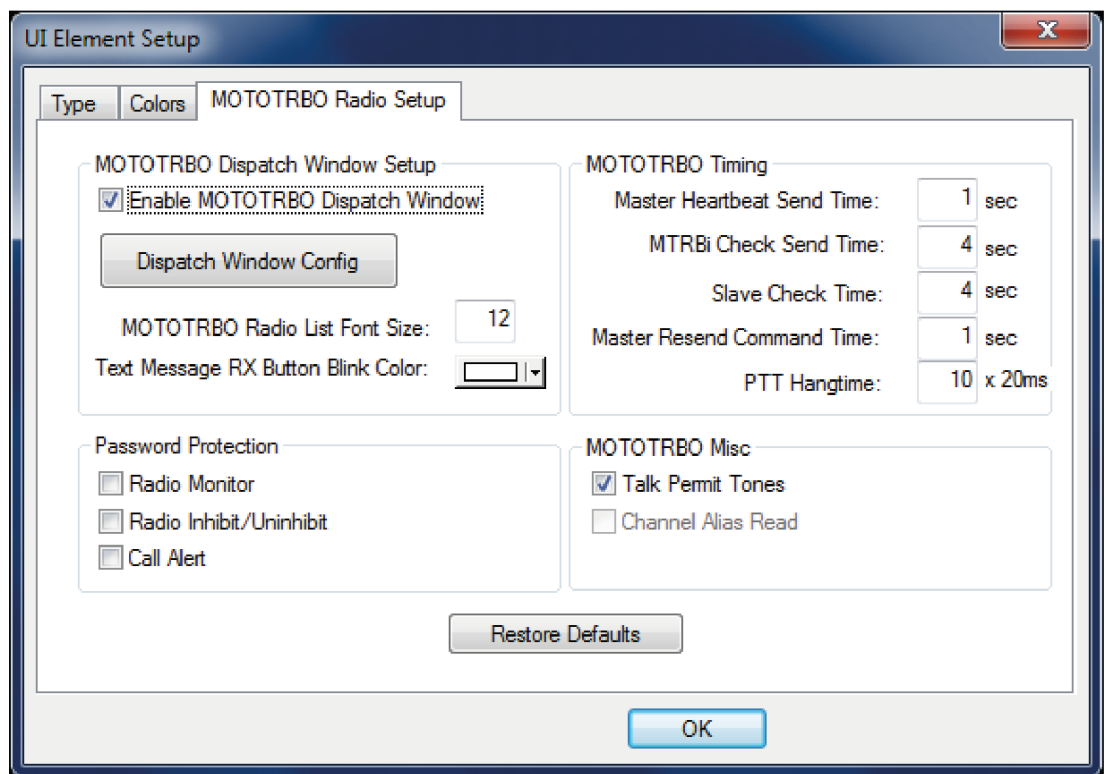 UI Element Setup
X
Type
Colors
MOTOTRBO Radio Setup
MOTOTRBO Dispatch Window Setup
Enable MOTOTRBO Dispatch Window
Dispatch Window Config
MOTOTRBO Radio List Font Size: 12
Text Message RX Button Blink Color:
MOTOTRBO Timing
Master Heartbeat Send Time: 1 sec
MTRBi Check Send Time: 4 sec
Slave Check Time: 4 sec
Master Resend Command Time: 1 sec
PTT Hangtime: 10 x 20ms
Password Protection
Radio Monitor
Radio Inhibit/Uninhibit
Call Alert
MOTOTRBO Misc
Talk Permit Tones
Channel Alias Read
Restore Defaults
OK